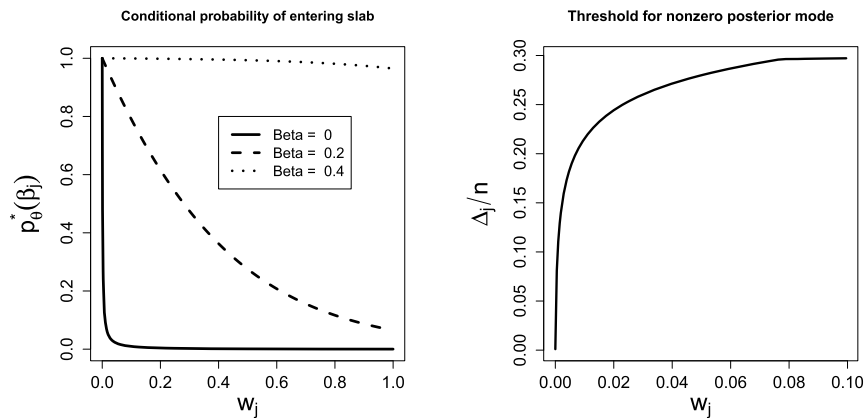 Conditional probability of entering slab
p*θ(βj)
1.0
0.8
0.6
0.4
0.2
0.0
Beta = 0
Beta = 0.2
Beta = 0.4
0.0 0.2 0.4 0.6 0.8 1.0
wj
Threshold for nonzero posterior mode
Δj/n
0.30
0.25
0.20
0.15
0.10
0.05
0.00
0.00 0.02 0.04 0.06 0.08 0.10
wj